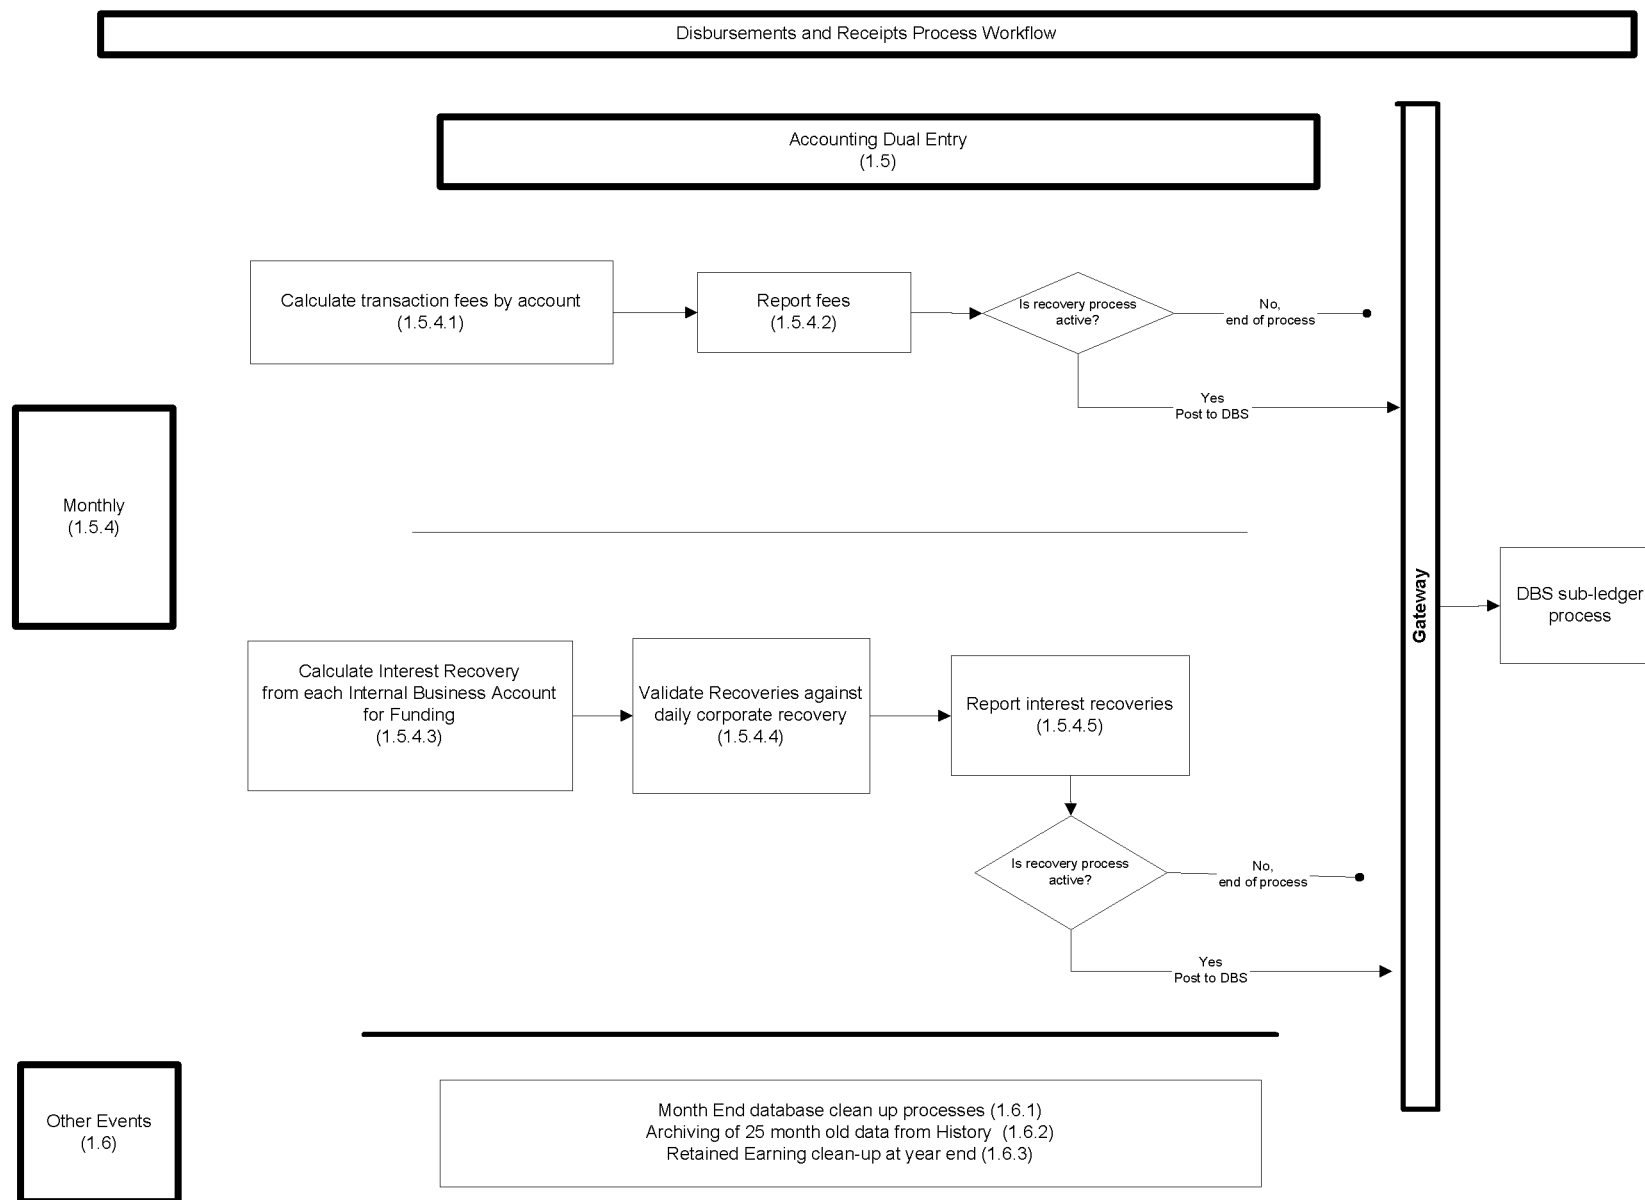 Disbursements and Receipts Process Workflow
Accounting Dual Entry
(1.5)
Calculate transaction fees by account
(1.5.4.1)
Report fees
(1.5.4.2)
Is recovery process
active?
No,
end of process
Yes
Post to DBS
Monthly
(1.5.4)
Gateway
DBS sub-ledger
process
Calculate Interest Recovery
from each Internal Business Account
for Funding
(1.5.4.3)
Validate Recoveries against
daily corporate recovery
(1.5.4.4)
Report interest recoveries
(1.5.4.5)
Is recovery process
active?
No,
end of process
Yes
Post to DBS
Other Events
(1.6)
Month End database clean up processes (1.6.1)
Archiving of 25 month old data from History (1.6.2)
Retained Earning clean-up at year end (1.6.3)